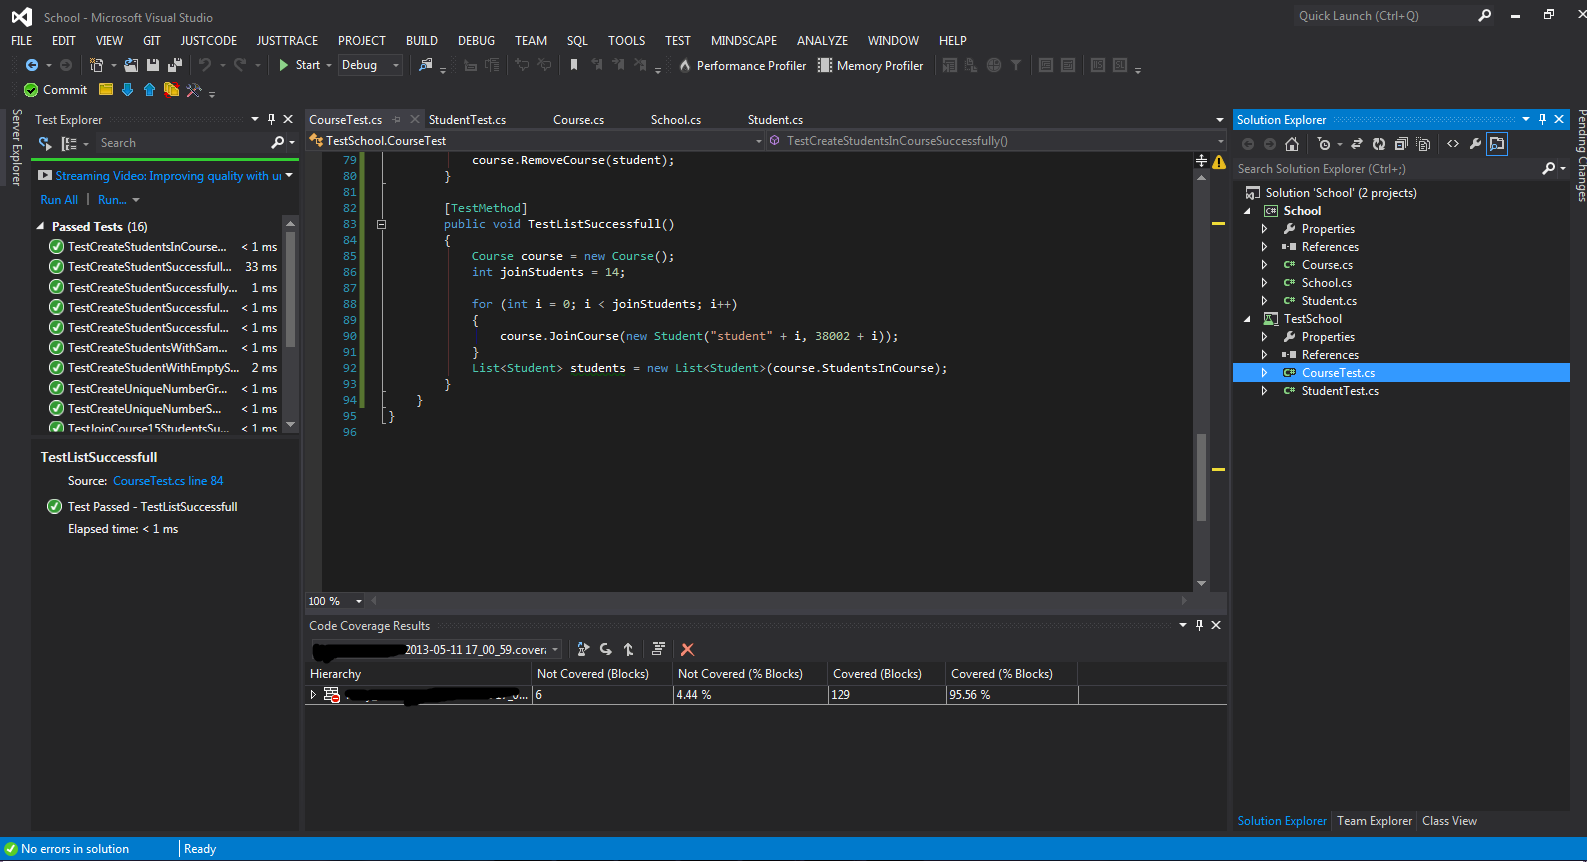 School - Microsoft Visual Studio
Quick Launch (Ctrl+Q)
FILE EDIT VIEW GIT JUSTCODE JUSTTRACE PROJECT BUILD DEBUG TEAM SQL TOOLS TEST MINDSCAPE ANALYZE WINDOW HELP
Start Debug Performance Profiler Memory Profiler
Commit
Server Explorer
Test Explorer
Search
Streaming Video: Improving quality with u
Run All | Run...
Passed Tests (16)
TestCreateStudentsInCourse... < 1 ms
TestCreateStudentSuccessfull... 33 ms
TestCreateStudentSuccessfully... 1 ms
TestCreateStudentSuccessful... < 1 ms
TestCreateStudentSuccessful... < 1 ms
TestCreateStudentsWithSam... < 1 ms
TestCreateStudentWithEmptyS... 2 ms
TestCreateUniqueNumberGr... < 1 ms
TestCreateUniqueNumberS... < 1 ms
TestJoinCourse15StudentsSu... < 1 ms
TestListSuccessfull
Source: CourseTest.cs line 84
Test Passed - TestListSuccessfull
Elapsed time: < 1 ms
CourseTest.cs StudentTest.cs Course.cs School.cs Student.cs
TestSchool.CourseTest TestCreateStudentsInCourseSuccessfully()
79 course.RemoveCourse(student);
80 }
81
82 [TestMethod]
83 public void TestListSuccessfull()
84 {
85 Course course = new Course();
86 int joinStudents = 14;
87
88 for (int i = 0; i < joinStudents; i++)
89 {
90 course.JoinCourse(new Student("student" + i, 38002 + i));
91 }
92 List<Student> students = new List<Student>(course.StudentsInCourse);
93 }
94 }
95 }
96
100 %
Code Coverage Results
2013-05-11 17_00_59.covera
Hierarchy Not Covered (Blocks) Not Covered (% Blocks) Covered (Blocks) Covered (% Blocks)
6 4.44 % 129 95.56 %
Solution Explorer
Search Solution Explorer (Ctrl+;)
Solution 'School' (2 projects)
School
Properties
References
Course.cs
School.cs
Student.cs
TestSchool
Properties
References
CourseTest.cs
StudentTest.cs
Solution Explorer Team Explorer Class View
Pending Changes
No errors in solution | Ready